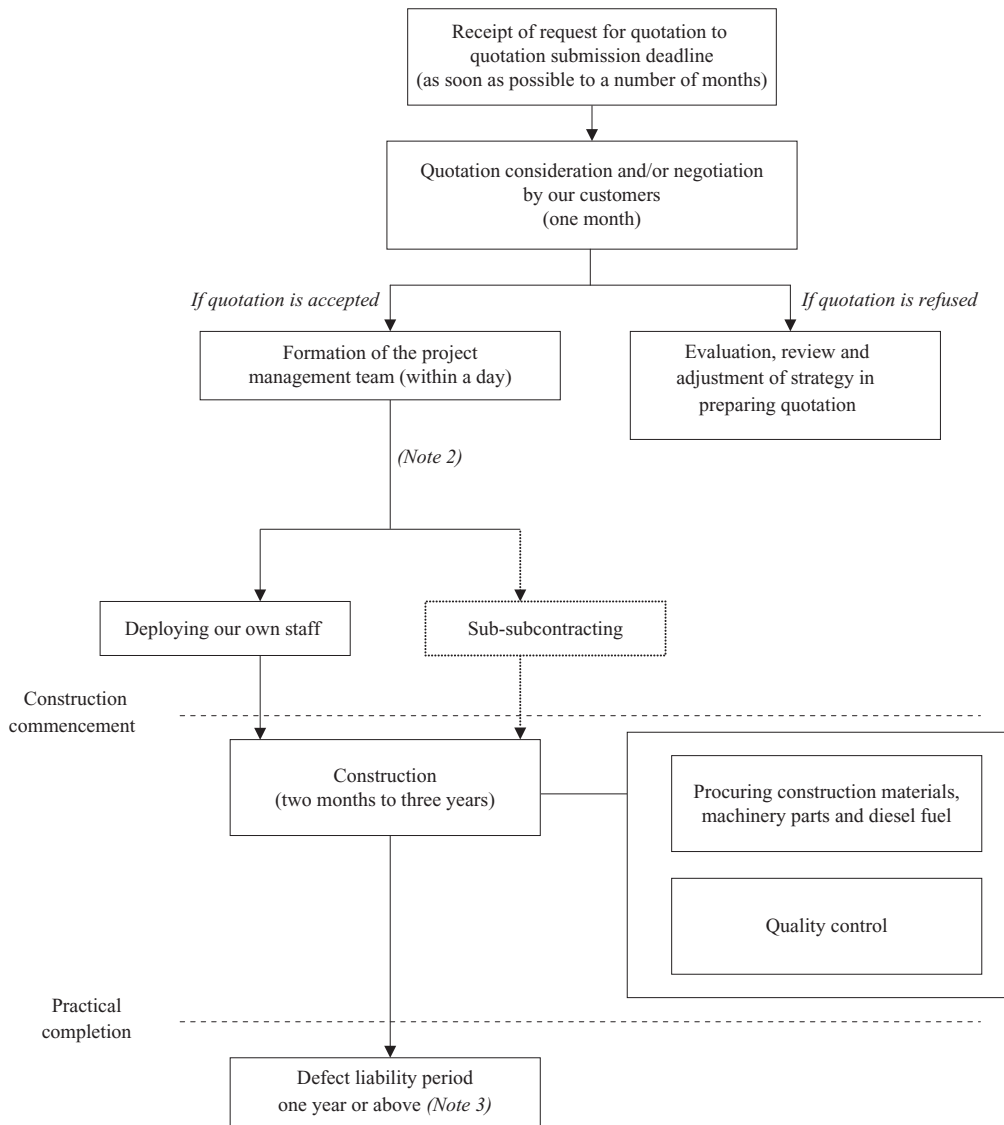 Receipt of request for quotation to
quotation submission deadline
(as soon as possible to a number of months)
Quotation consideration and/or negotiation
by our customers
(one month)
If quotation is accepted
If quotation is refused
Formation of the project
management team (within a day)
Evaluation, review and
adjustment of strategy in
preparing quotation
(Note 2)
Deploying our own staff
Sub-subcontracting
Construction
commencement
Construction
(two months to three years)
Procuring construction materials,
machinery parts and diesel fuel
Quality control
Practical
completion
Defect liability period
one year or above (Note 3)